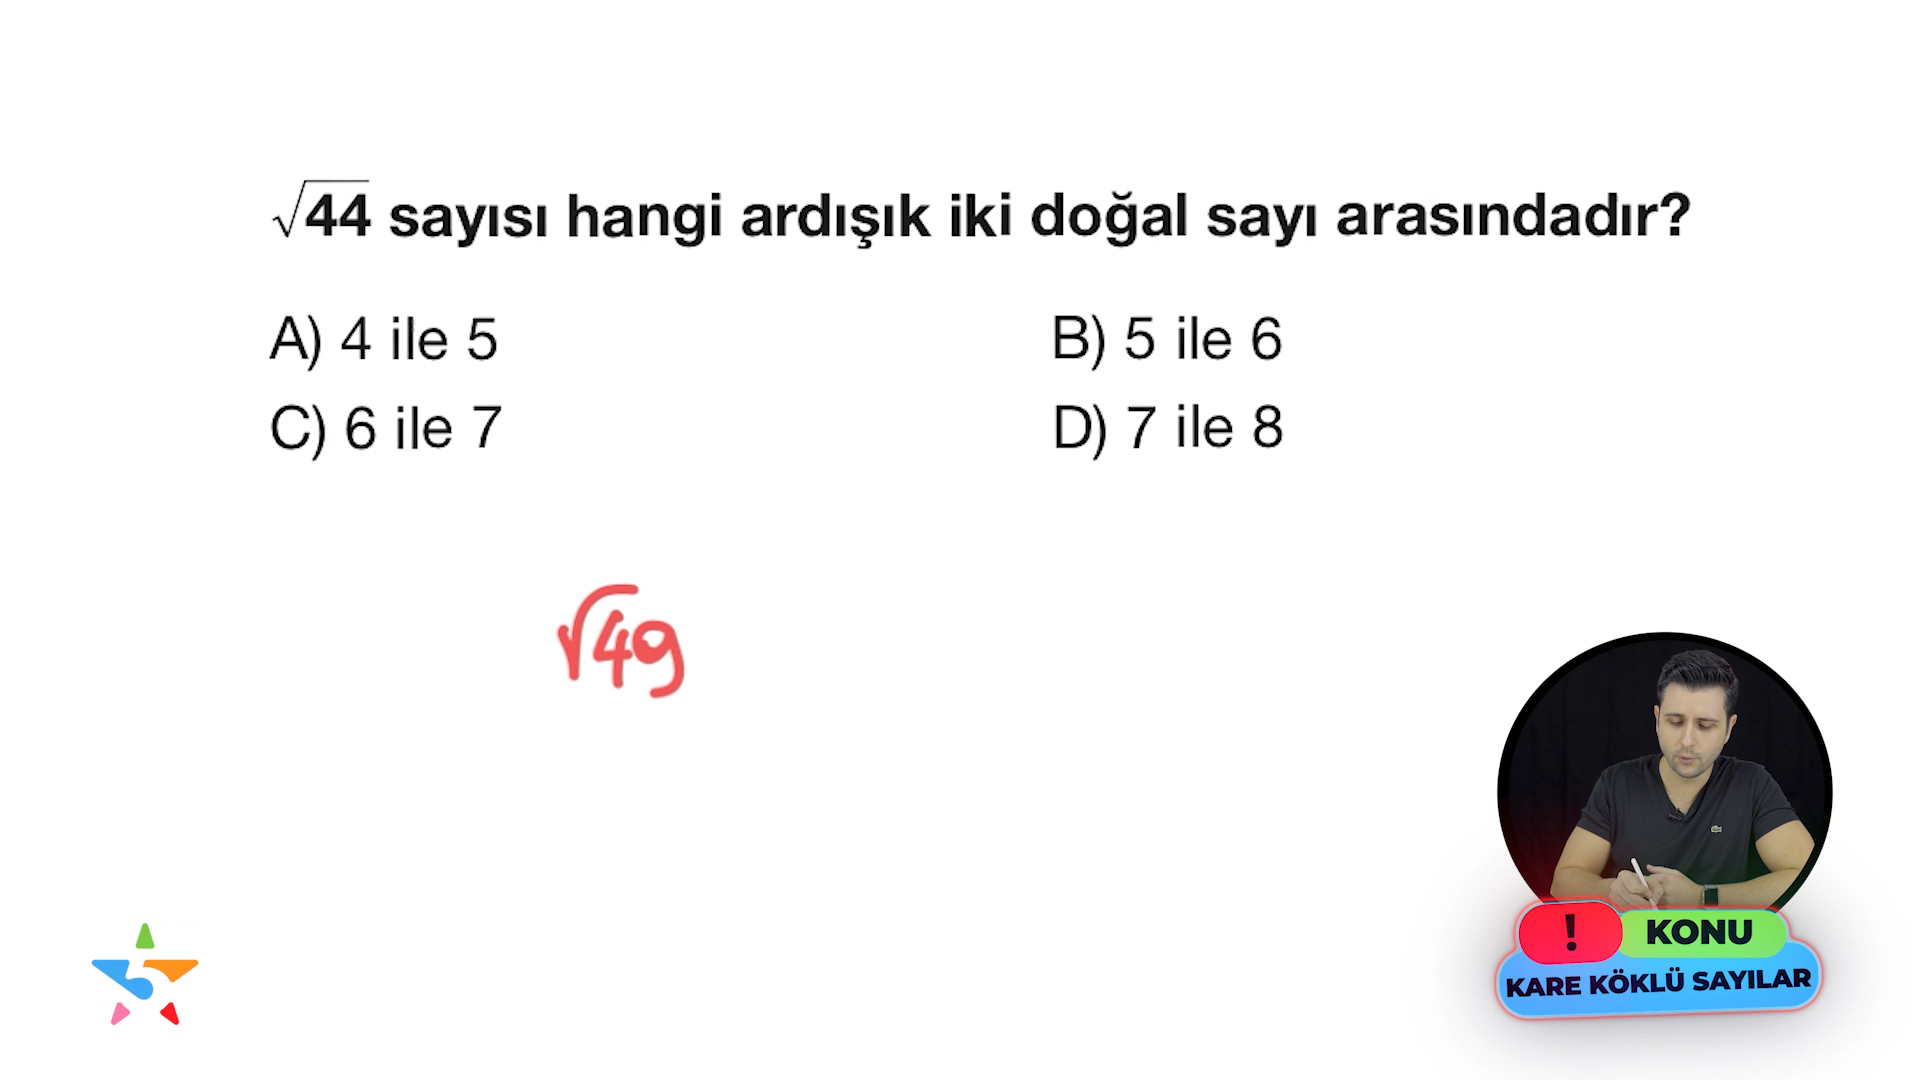 √44 sayısı hangi ardışık iki doğal sayı arasındadır?
A) 4 ile 5
B) 5 ile 6
C) 6 ile 7
D) 7 ile 8
√49
5
! KONU
KARE KÖKLÜ SAYILAR